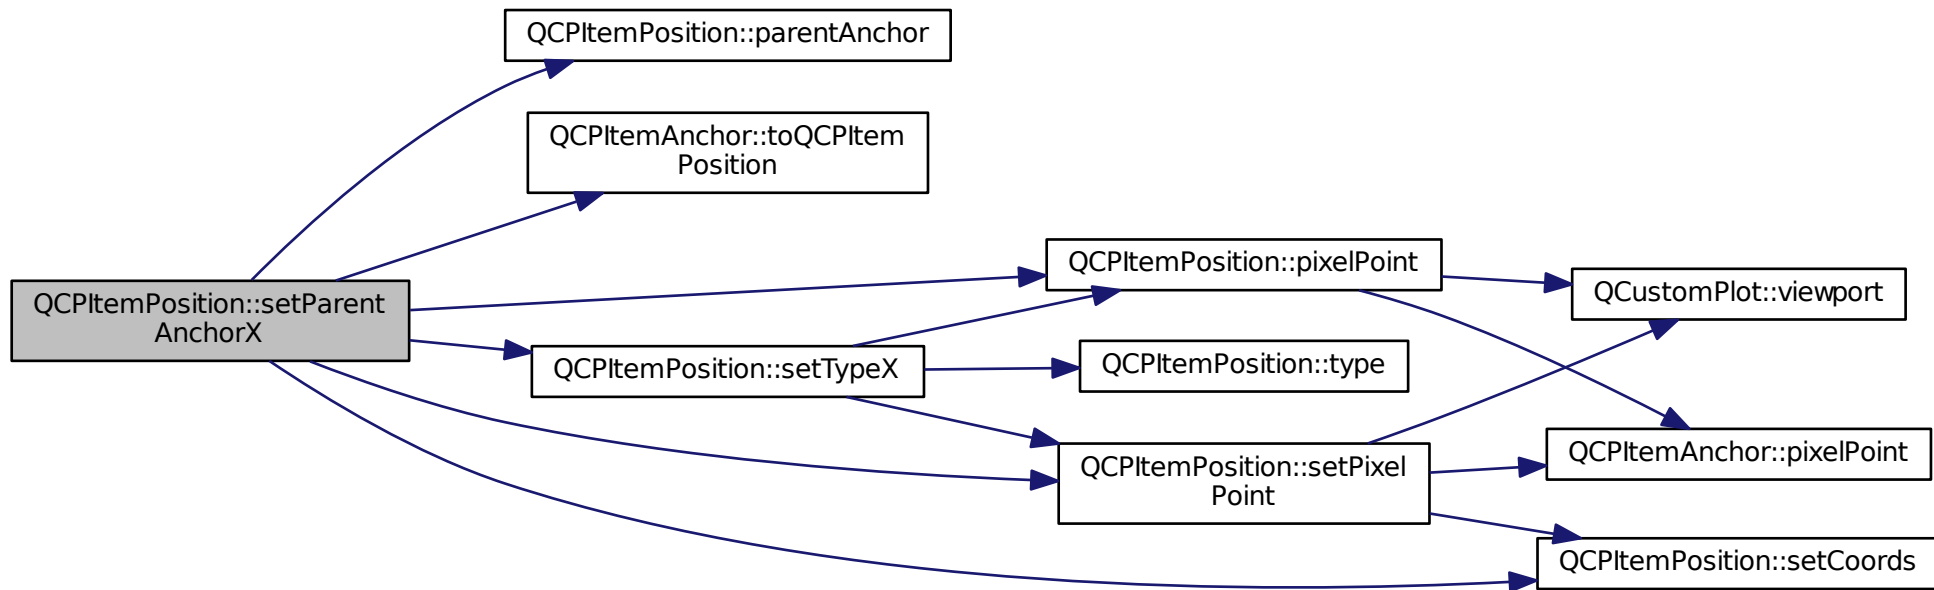 QCPItemPosition::parentAnchor
QCPItemAnchor::toQCPItem
Position
QCPItemPosition::pixelPoint
QCustomPlot::viewport
QCPItemPosition::setParent
AnchorX
QCPItemPosition::setTypeX
QCPItemPosition::type
QCPItemAnchor::pixelPoint
QCPItemPosition::setPixel
Point
QCPItemPosition::setCoords